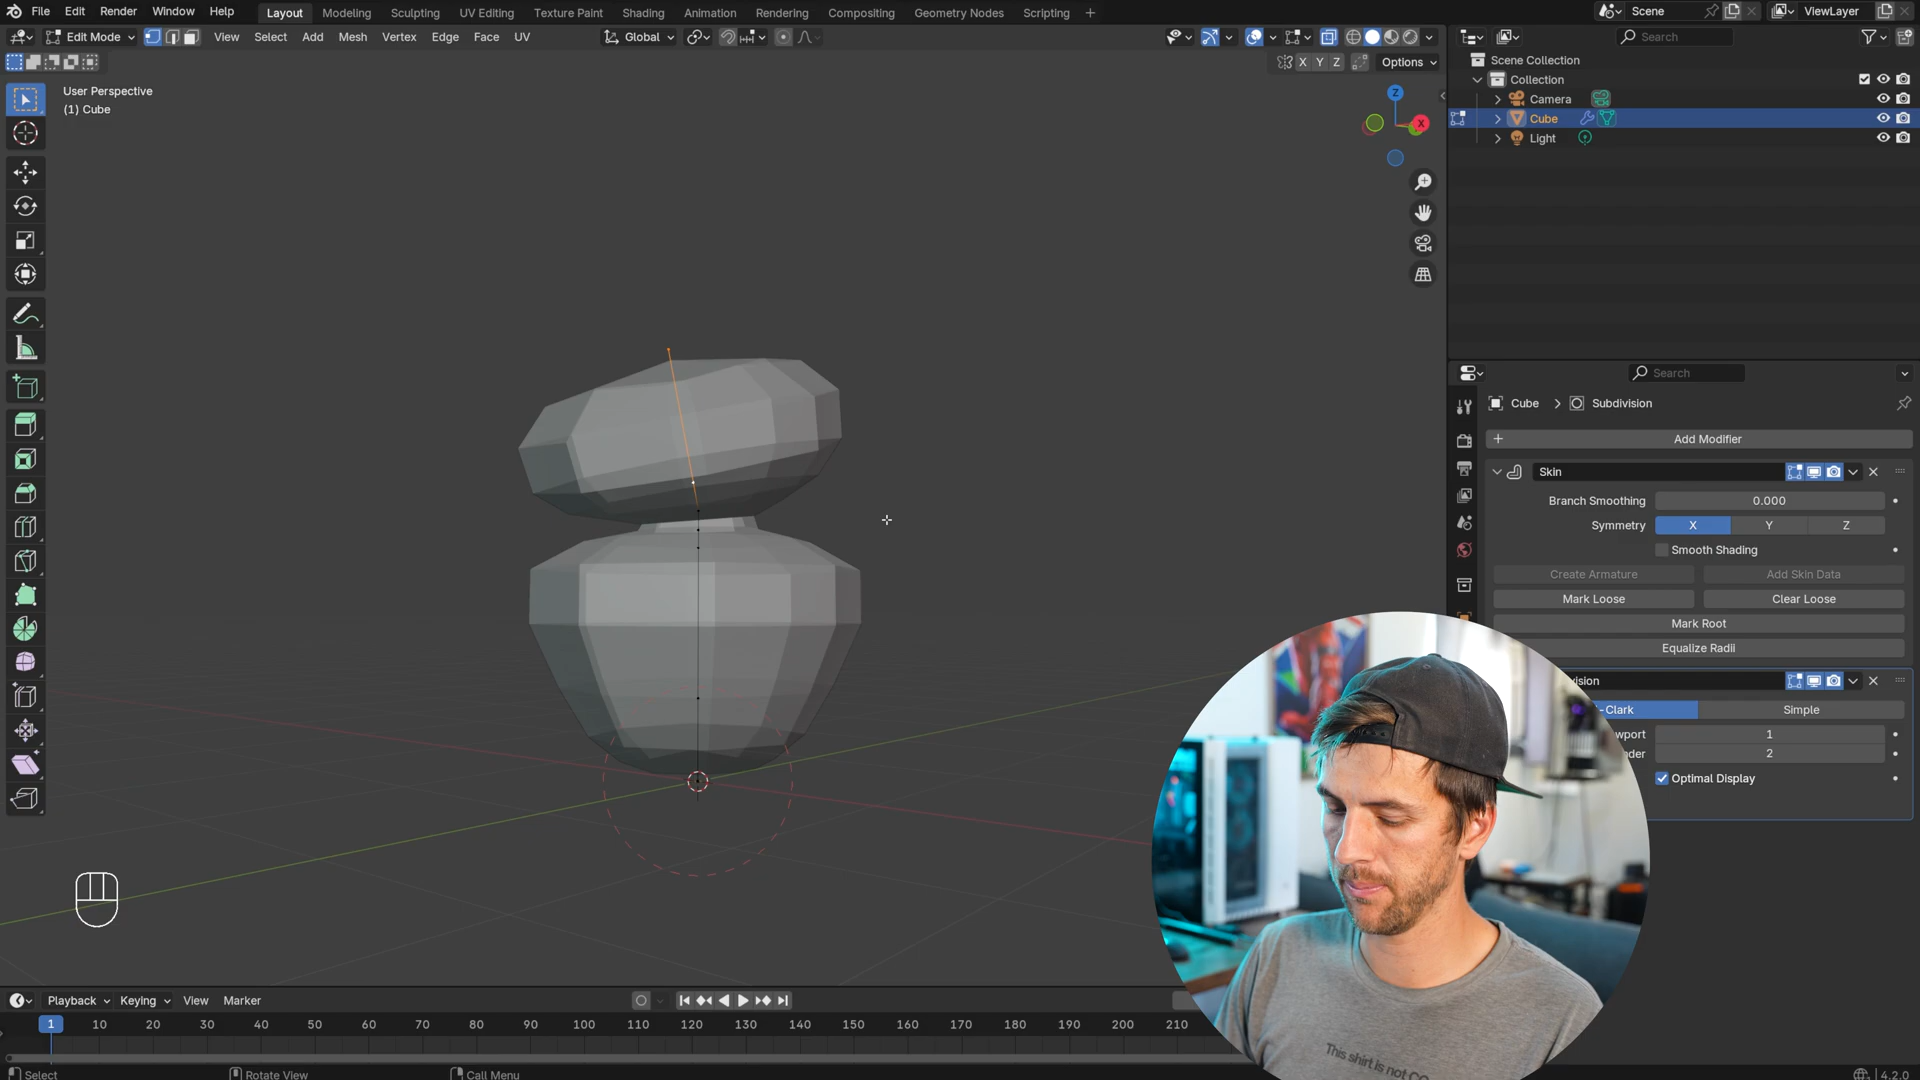 File Edit Render Window Help Layout Modeling Sculpting UV Editing Texture Paint Shading Animation Rendering Compositing Geometry Nodes Scripting + Scene ViewLayer
Edit Mode View Select Add Mesh Vertex Edge Face UV Global Search
X Y Z Options
Scene Collection
Collection
Camera
Cube
Light
User Perspective
(1) Cube
Z
X
Search
Cube > Subdivision
+ Add Modifier
Skin
Branch Smoothing 0.000
Symmetry X Y Z
Smooth Shading
Create Armature Add Skin Data
Mark Loose Clear Loose
Mark Root
Equalize Radii
Simple
1
2
Optimal Display
This shirt is not
Playback Keying View Marker
1 10 20 30 40 50 60 70 80 90 100 110 120 130 140 150 160 170 180 190 200 210
Select Rotate View Call Menu 4.2.0